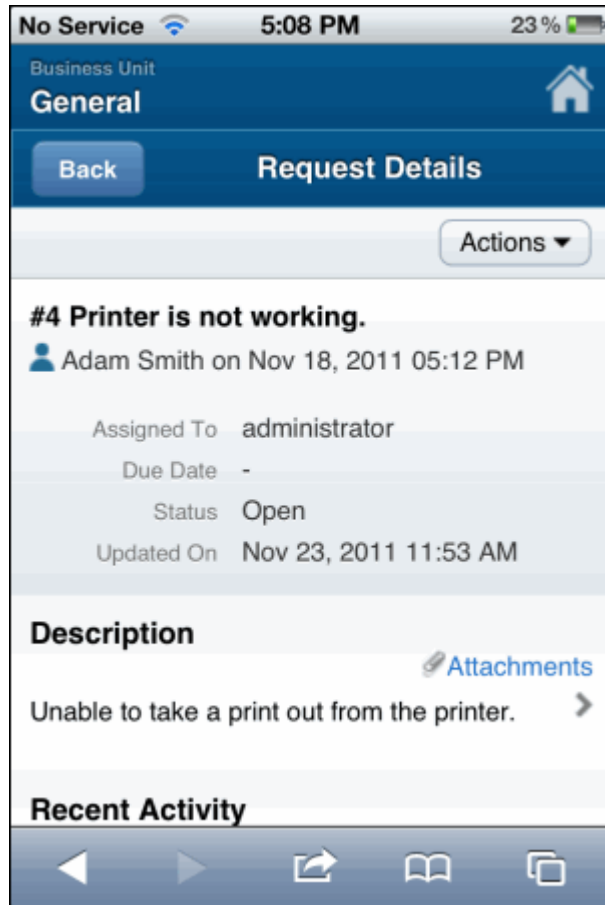 No Service 5:08 PM 23%
Business Unit
General
Back Request Details
Actions
#4 Printer is not working.
Adam Smith on Nov 18, 2011 05:12 PM
Assigned To administrator
Due Date -
Status Open
Updated On Nov 23, 2011 11:53 AM
Description
Attachments
Unable to take a print out from the printer.
Recent Activity